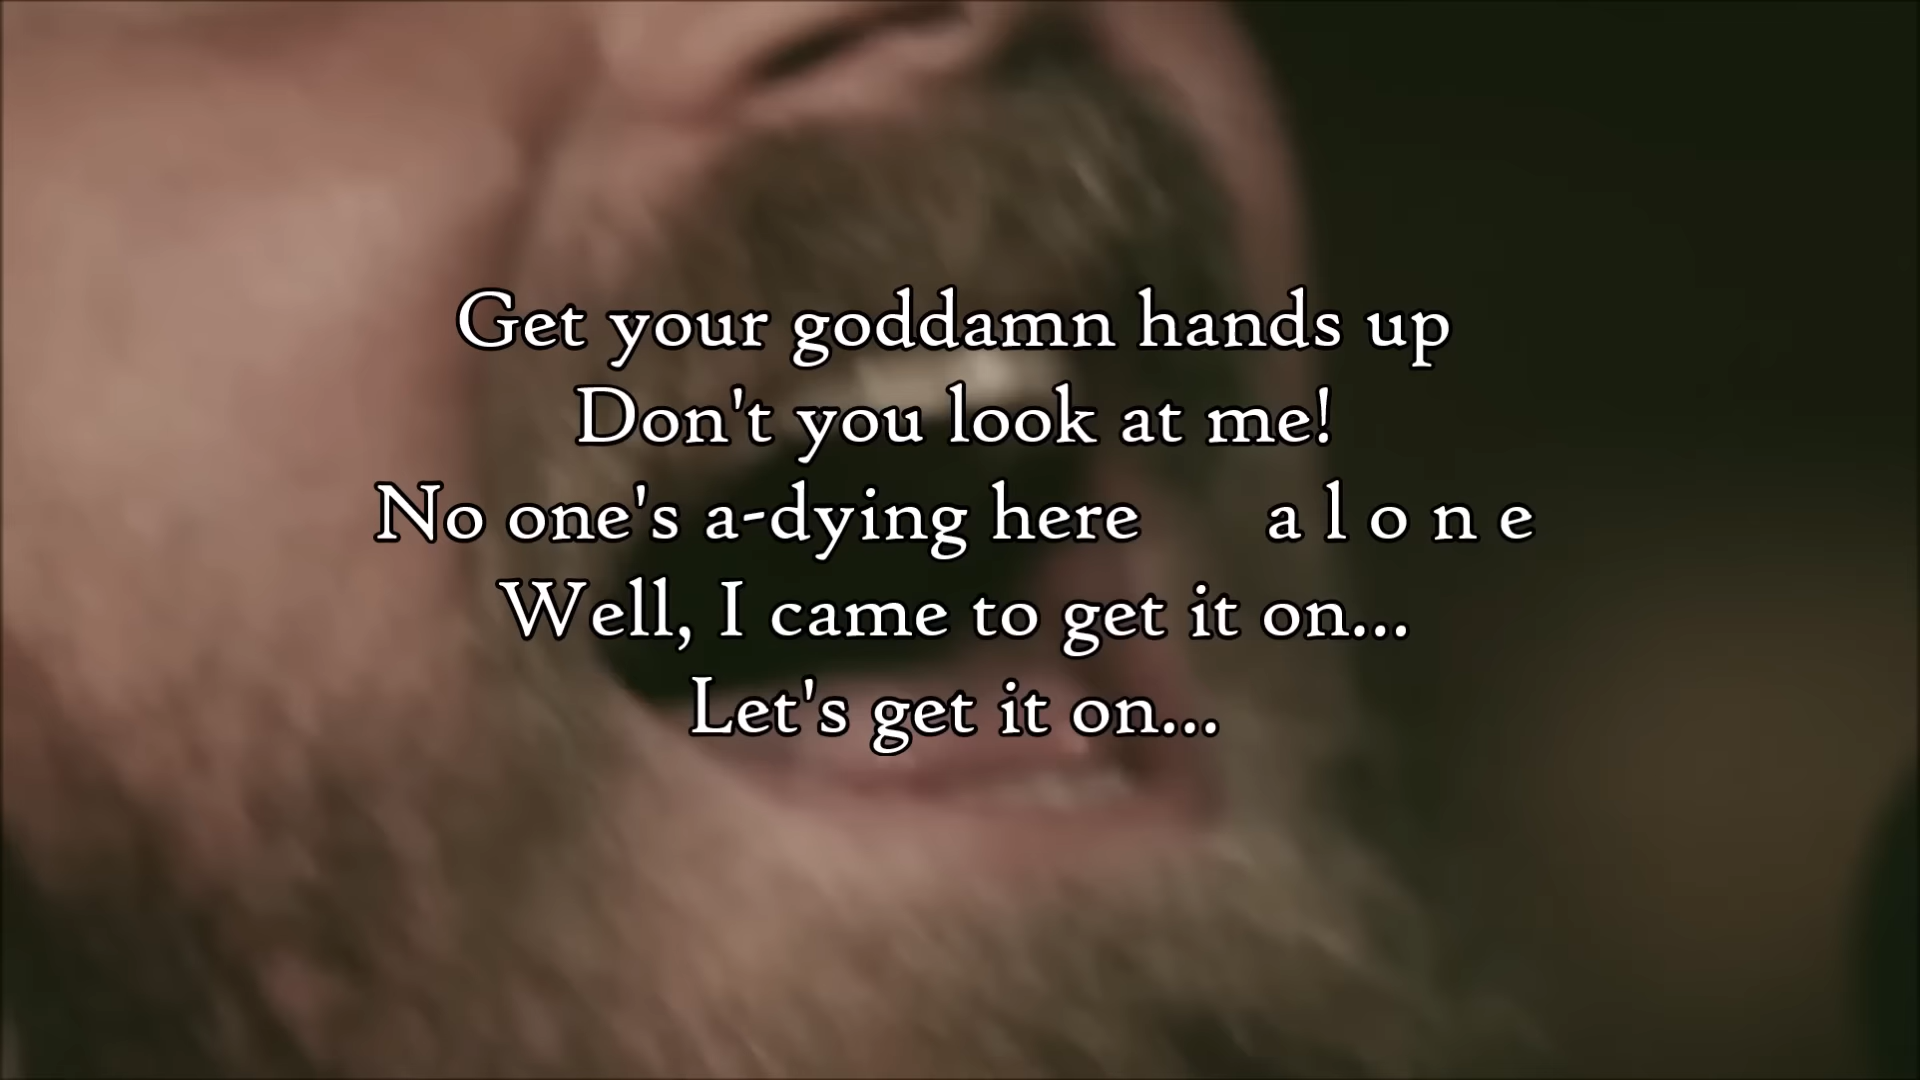 Get your goddamn hands up
Don't you look at me!
No one's a-dying here a l o n e
Well, I came to get it on...
Let's get it on...